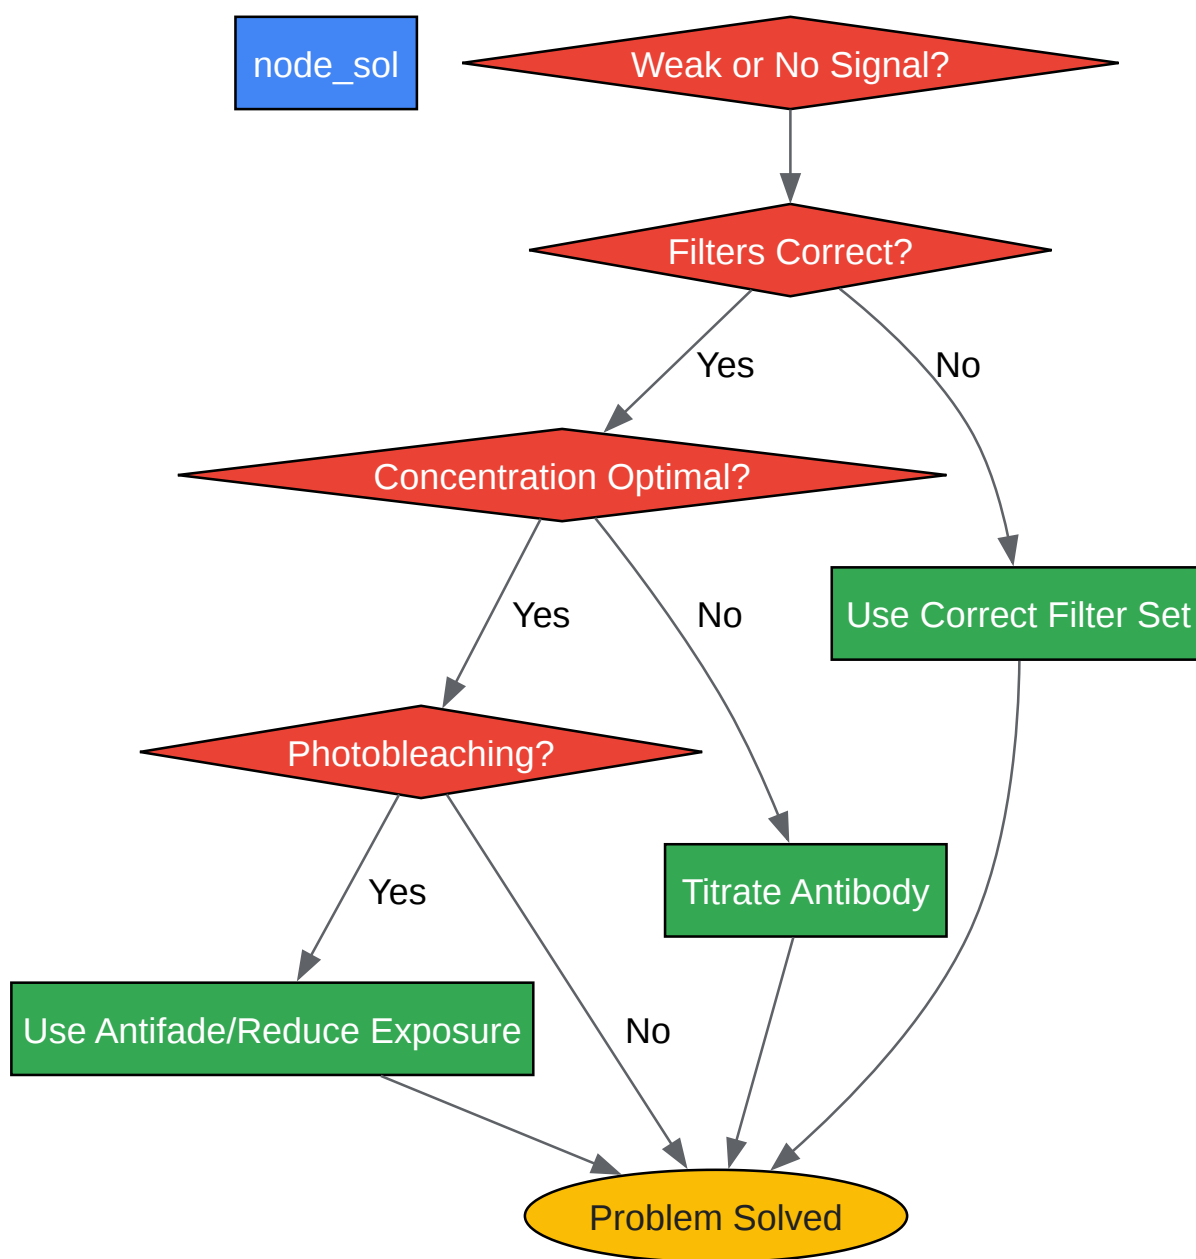 node_sol
Weak or No Signal?
Filters Correct?
Yes
No
Concentration Optimal?
Yes
No
Use Correct Filter Set
Photobleaching?
Yes
Titrate Antibody
Use Antifade/Reduce Exposure
No
Problem Solved